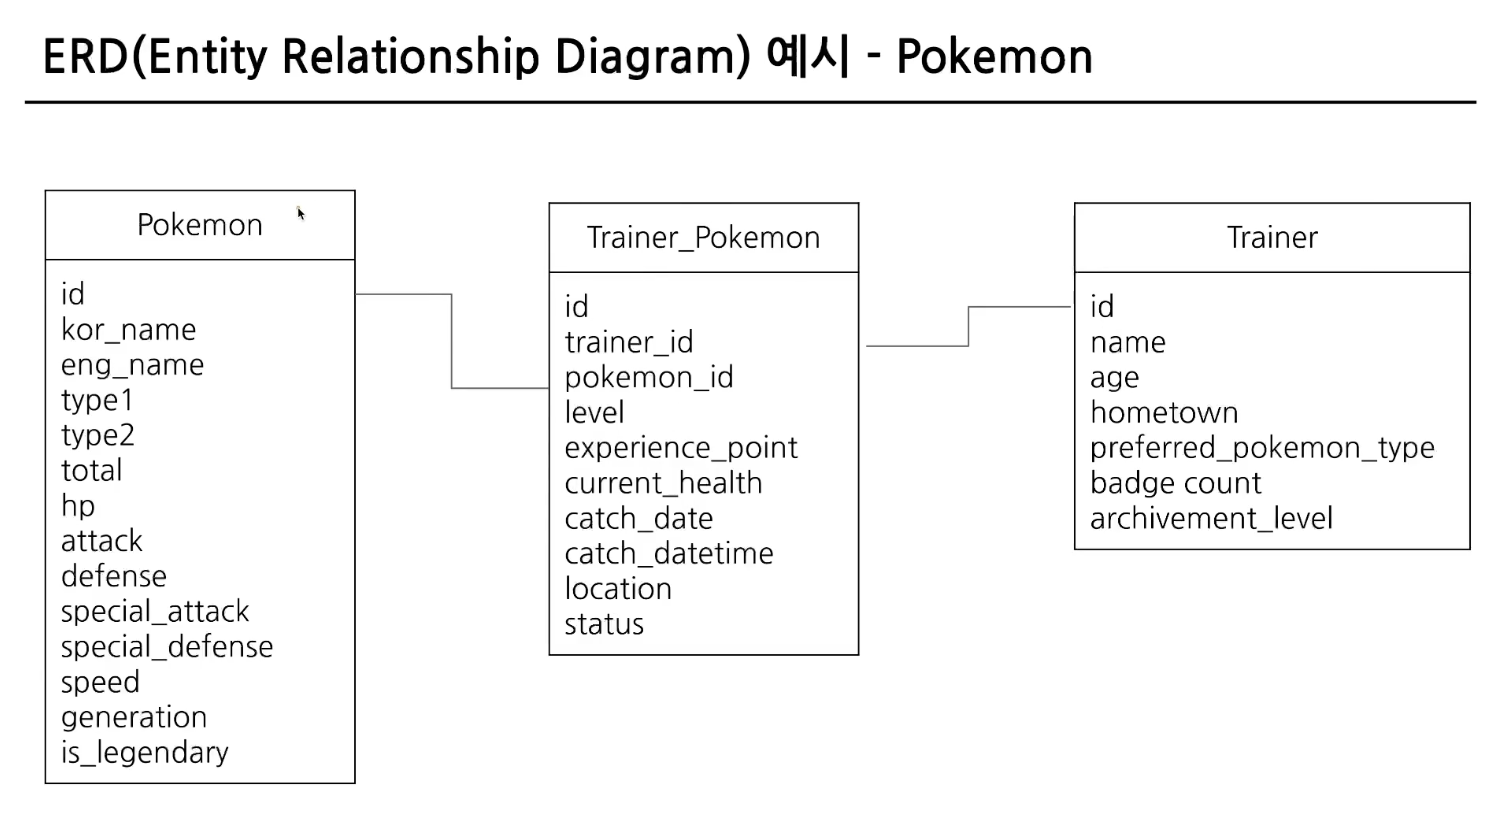 ERD(Entity Relationship Diagram) 예시 - Pokemon
Pokemon
id
kor_name
eng_name
type1
type2
total
hp
attack
defense
special_attack
special_defense
speed
generation
is_legendary
Trainer_Pokemon
id
trainer_id
pokemon_id
level
experience_point
current_health
catch_date
catch_datetime
location
status
Trainer
id
name
age
hometown
preferred_pokemon_type
badge count
archivement_level